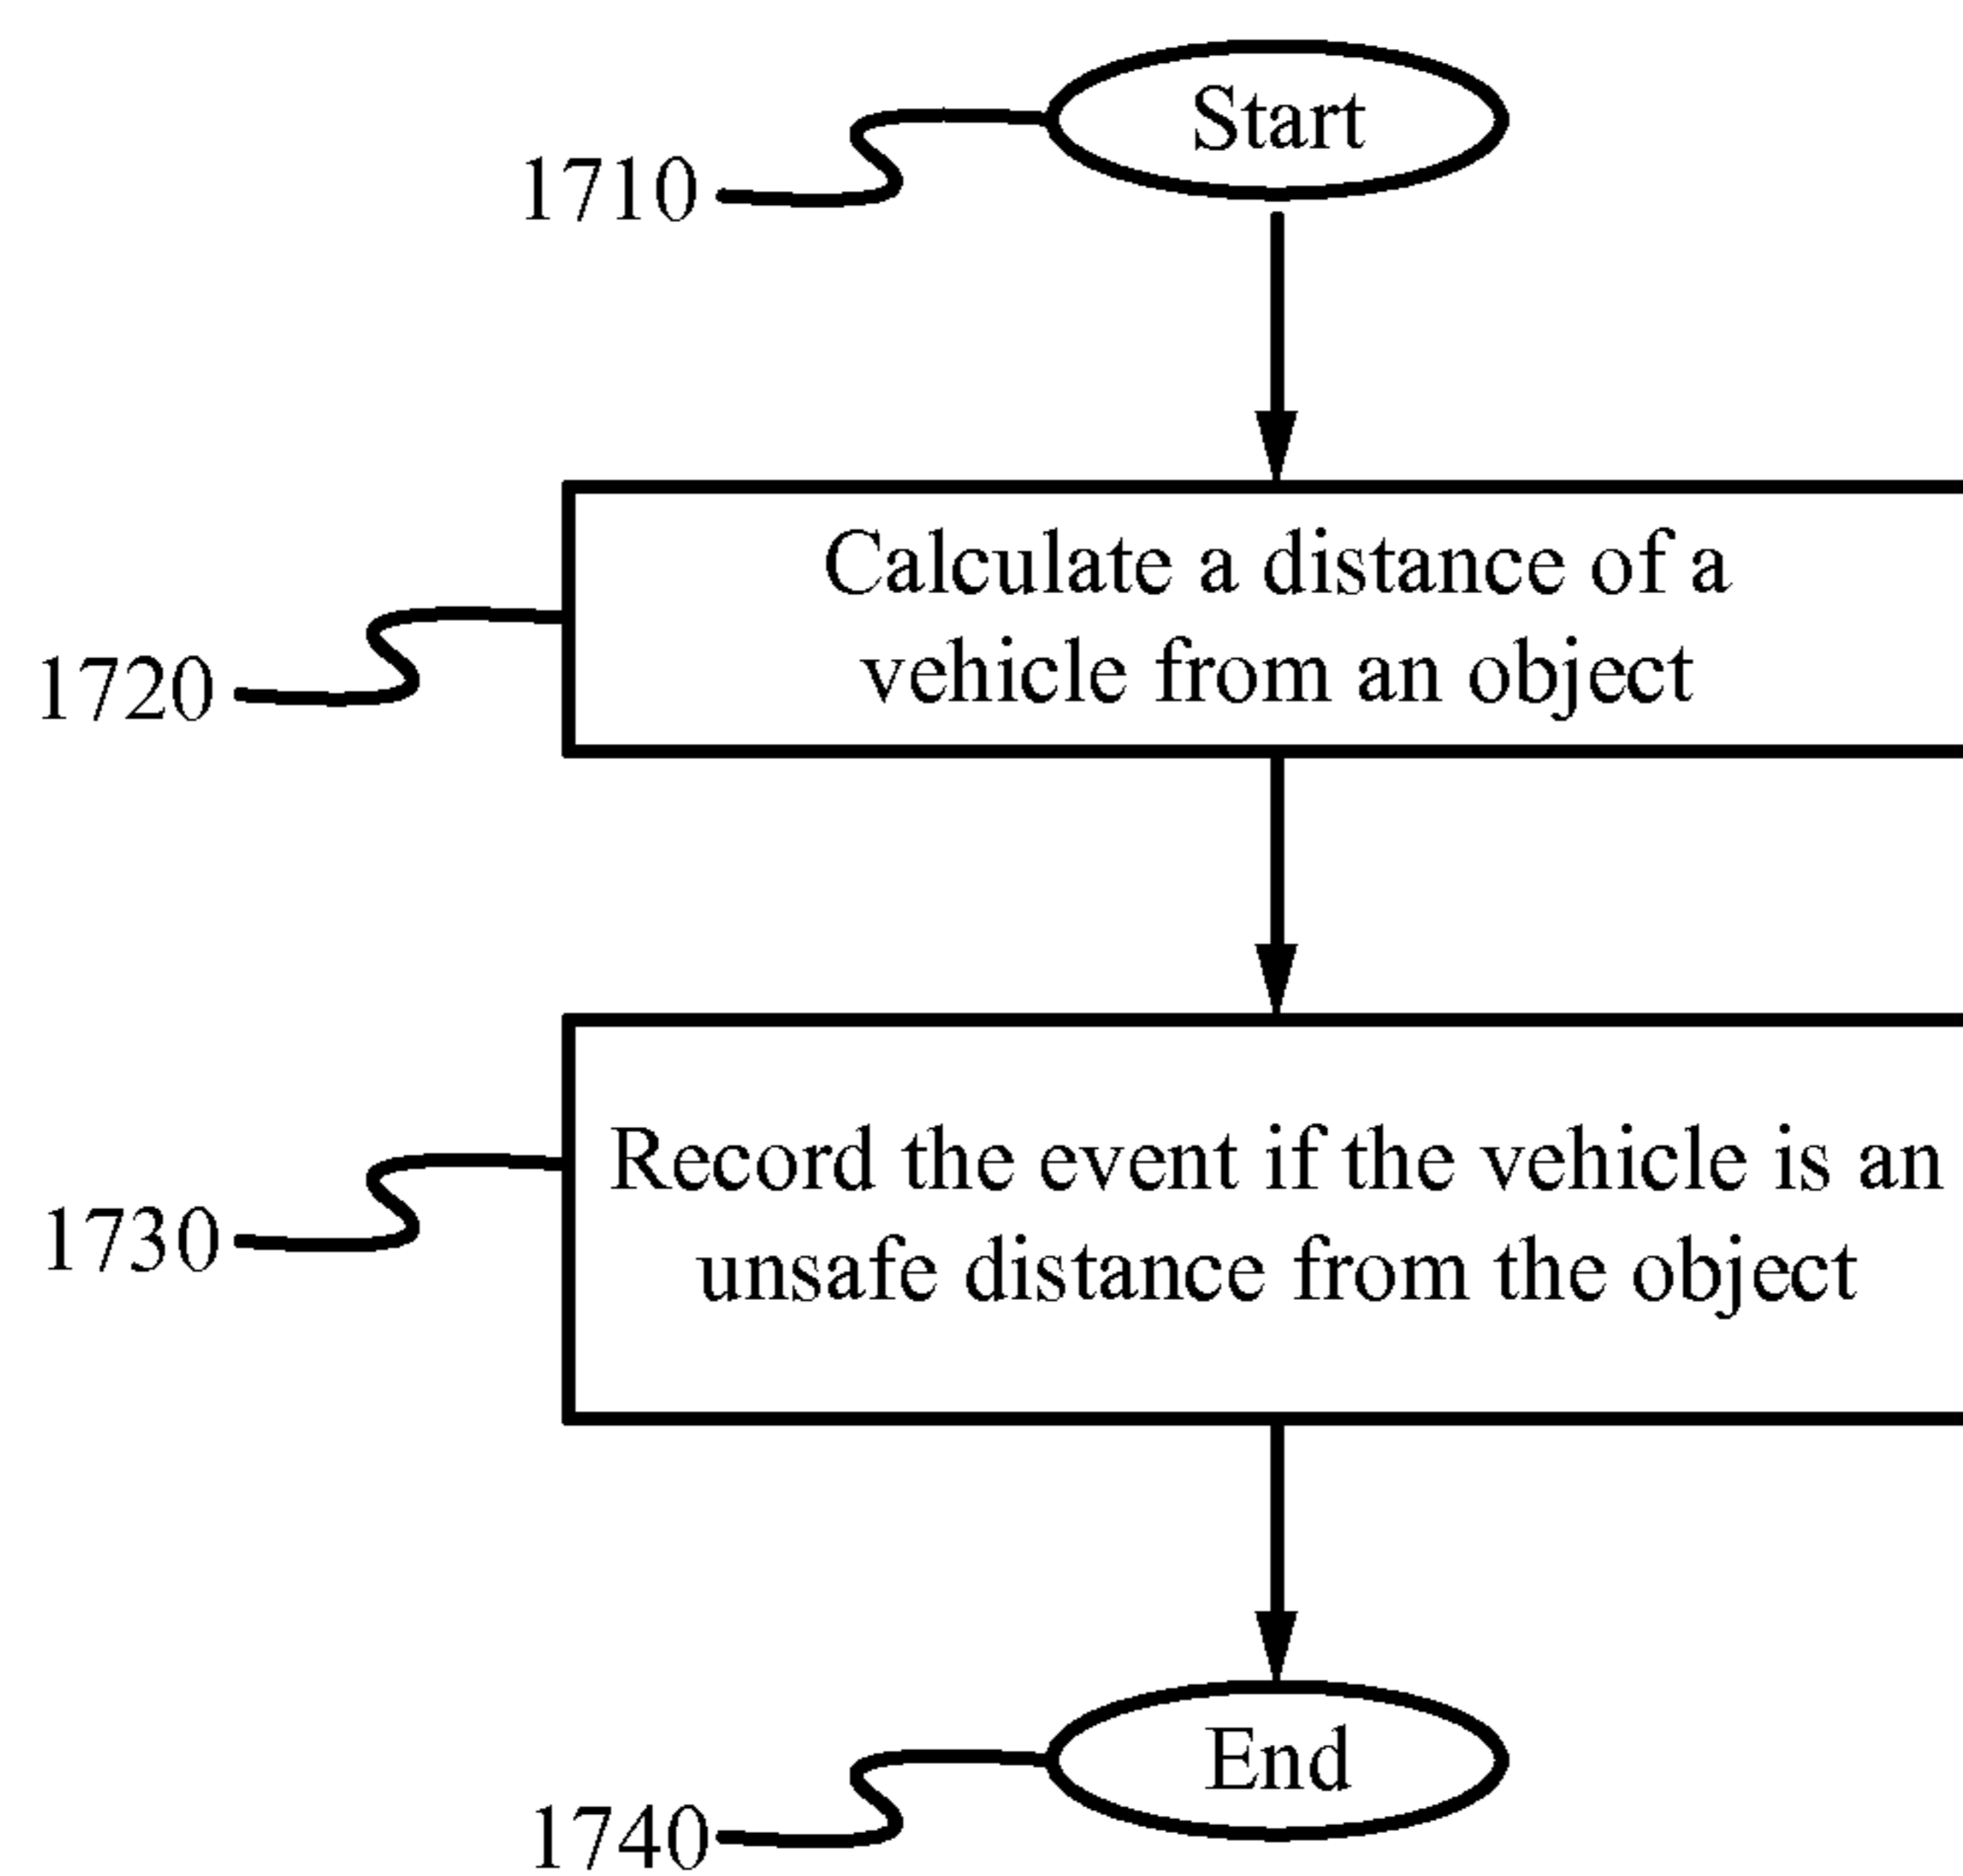 Start
1710
Calculate a distance of a
vehicle from an object
1720
Record the event if the vehicle is an
unsafe distance from the object
1730
End
1740